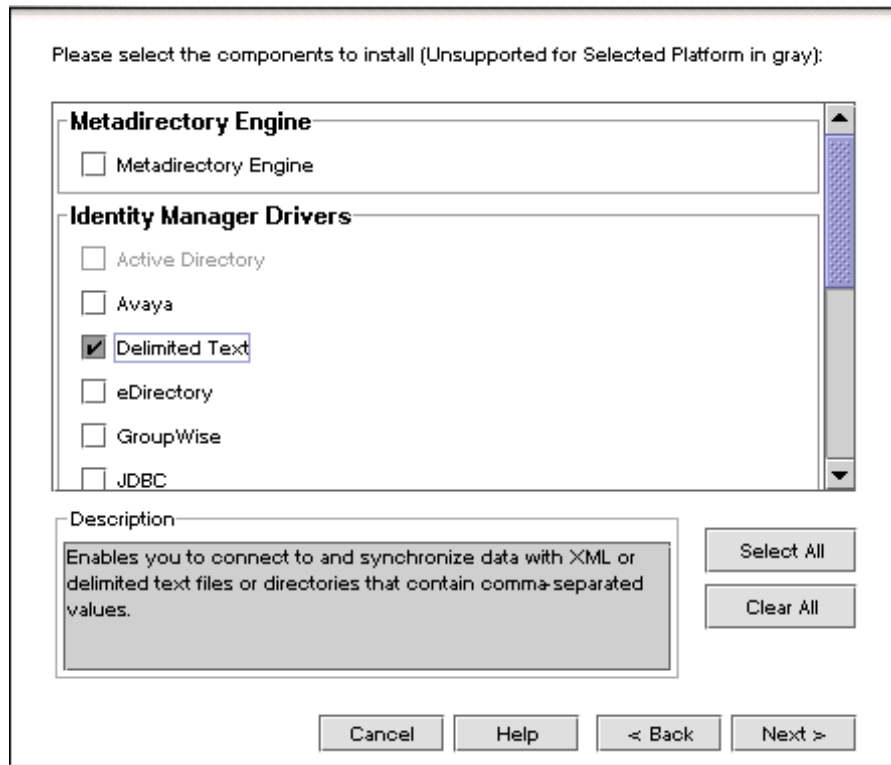 Please select the components to install (Unsupported for Selected Platform in gray):
Metadirectory Engine
Metadirectory Engine
Identity Manager Drivers
Active Directory
Avaya
Delimited Text
eDirectory
GroupWise
JDBC
Description
Enables you to connect to and synchronize data with XML or
delimited text files or directories that contain comma-separated
values.
Select All
Clear All
Cancel
Help
< Back
Next >